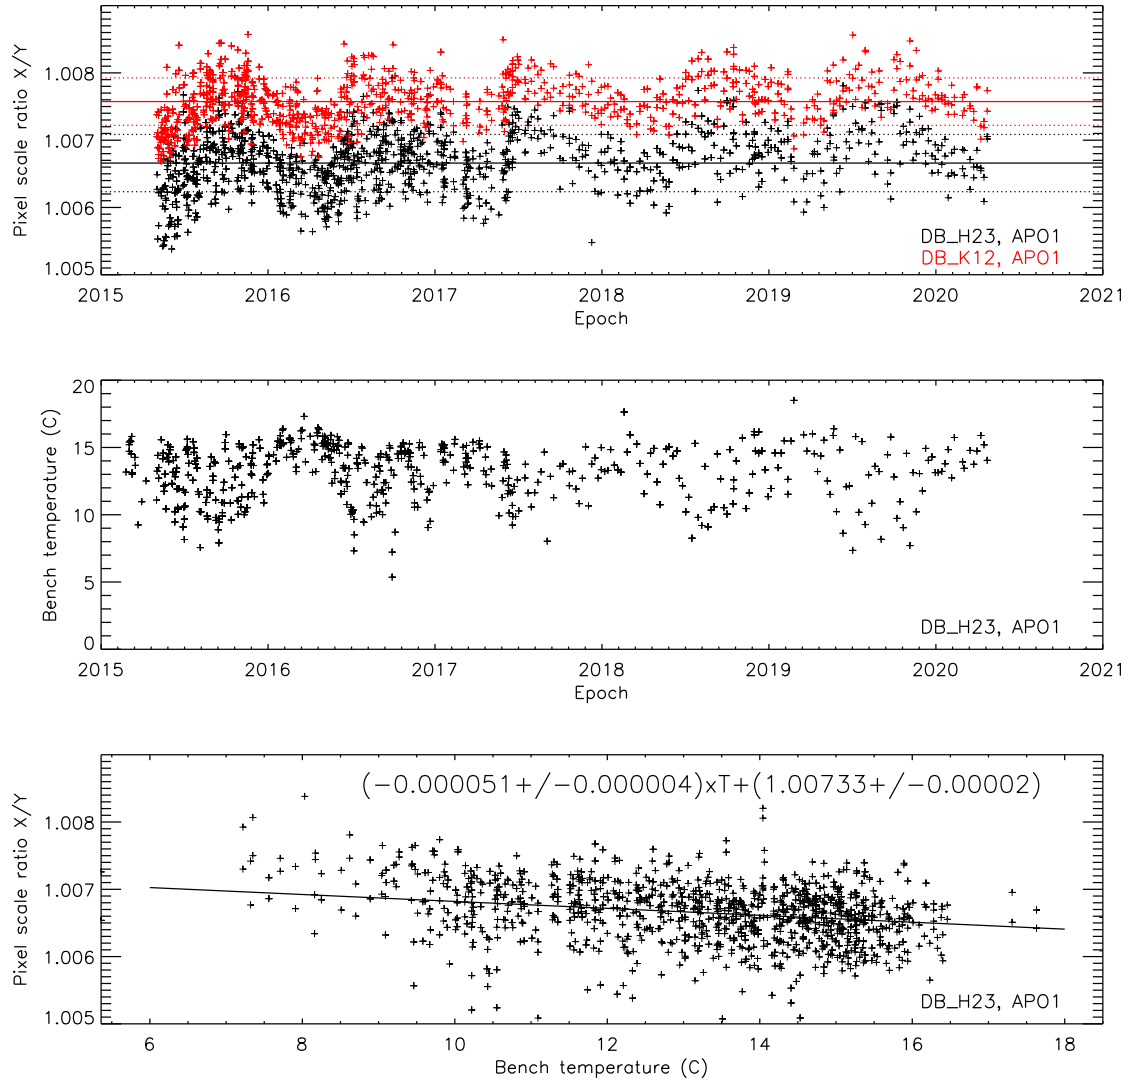 Pixel scale ratio X/Y
1.008
1.007
1.006
1.005
DB_H23, APO1
DB_K12, APO1
2015 2016 2017 2018 2019 2020 2021
Epoch
Bench temperature (C)
20
15
10
5
0
DB_H23, APO1
2015 2016 2017 2018 2019 2020 2021
Epoch
Pixel scale ratio X/Y
(−0.000051+/−0.000004)xT+(1.00733+/−0.00002)
1.008
1.007
1.006
1.005
DB_H23, APO1
6 8 10 12 14 16 18
Bench temperature (C)